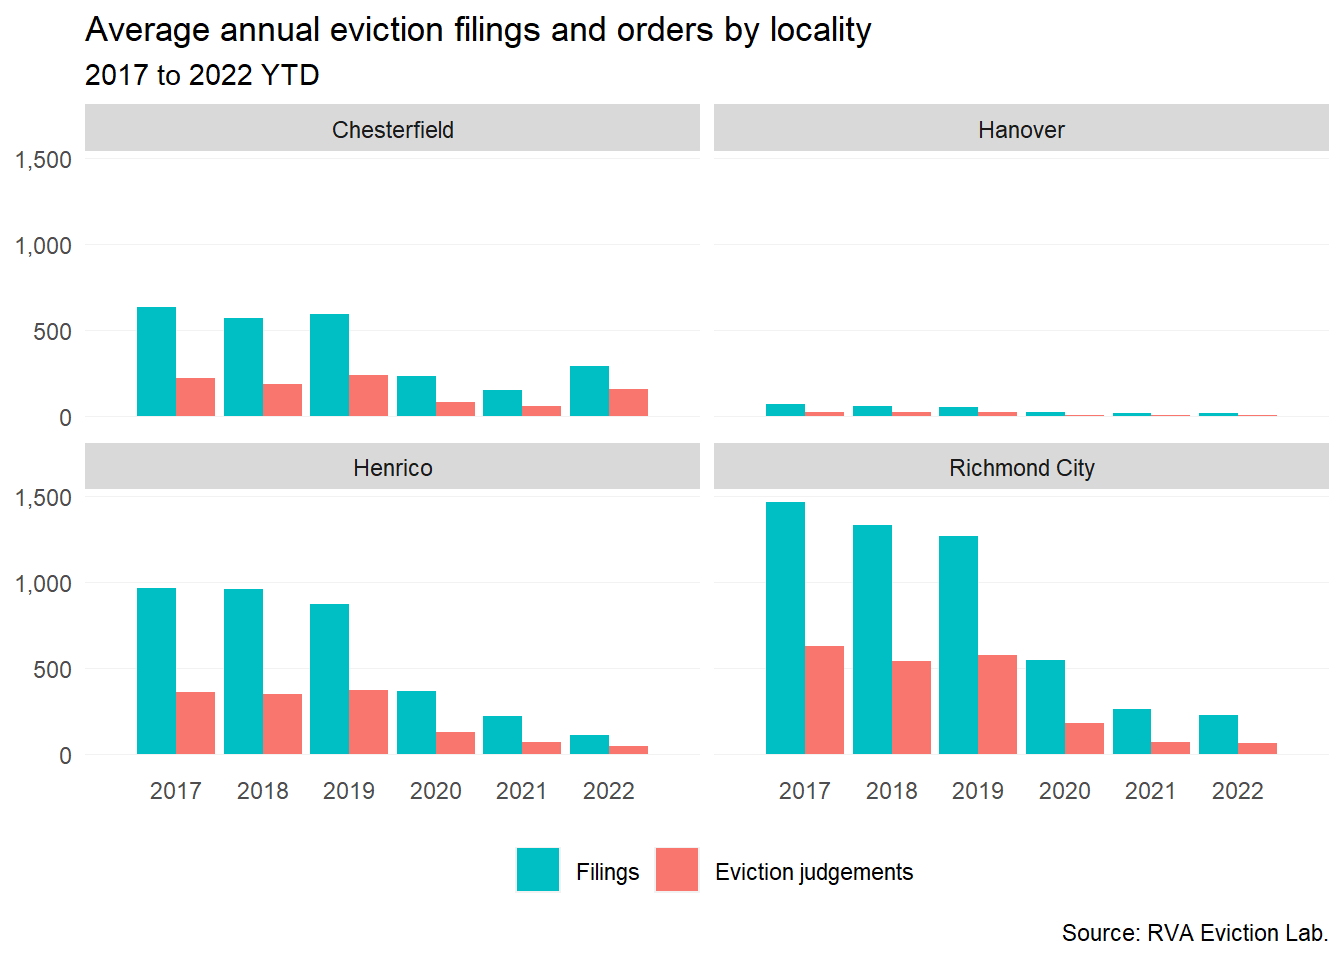 Average annual eviction filings and orders by locality
2017 to 2022 YTD
Chesterfield
Hanover
1,500
1,000
500
0
Henrico
Richmond City
1,500
1,000
500
0
2017 2018 2019 2020 2021 2022
2017 2018 2019 2020 2021 2022
Filings
Eviction judgements
Source: RVA Eviction Lab.